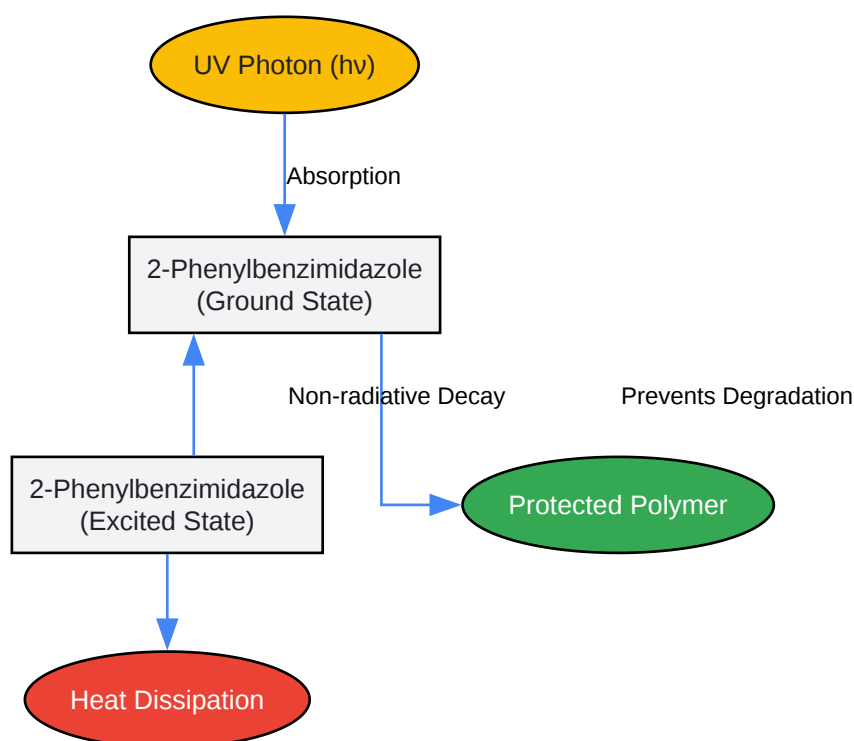 UV Photon (hν)
Absorption
2-Phenylbenzimidazole
(Ground State)
Non-radiative Decay
Prevents Degradation
2-Phenylbenzimidazole
(Excited State)
Protected Polymer
Heat Dissipation